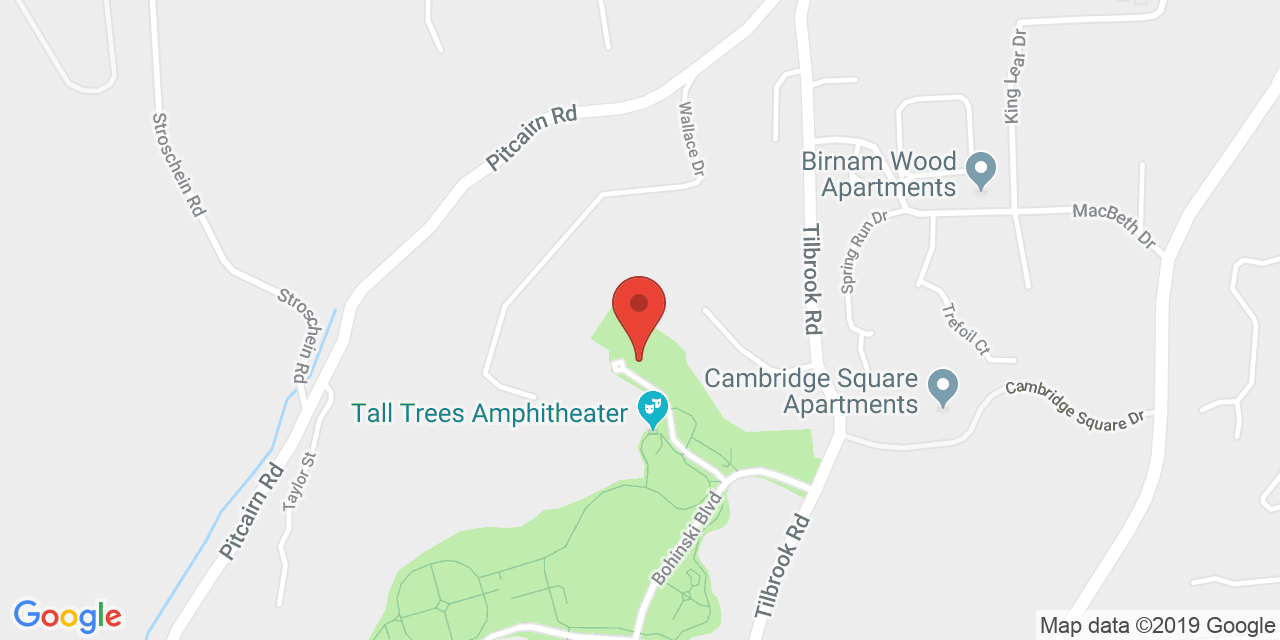 King Lear Dr
Pitcairn Rd
Wallace Dr
Stroschein Rd
Birnam Wood
Apartments
MacBeth Dr
Spring Run Dr
Tilbrook Rd
Stroschein Rd
Trefoil Ct
Cambridge Square
Apartments
Cambridge Square Dr
Tall Trees Amphitheater
Taylor St
Pitcairn Rd
Bohinski Blvd
Tilbrook Rd
Google
Map data ©2019 Google